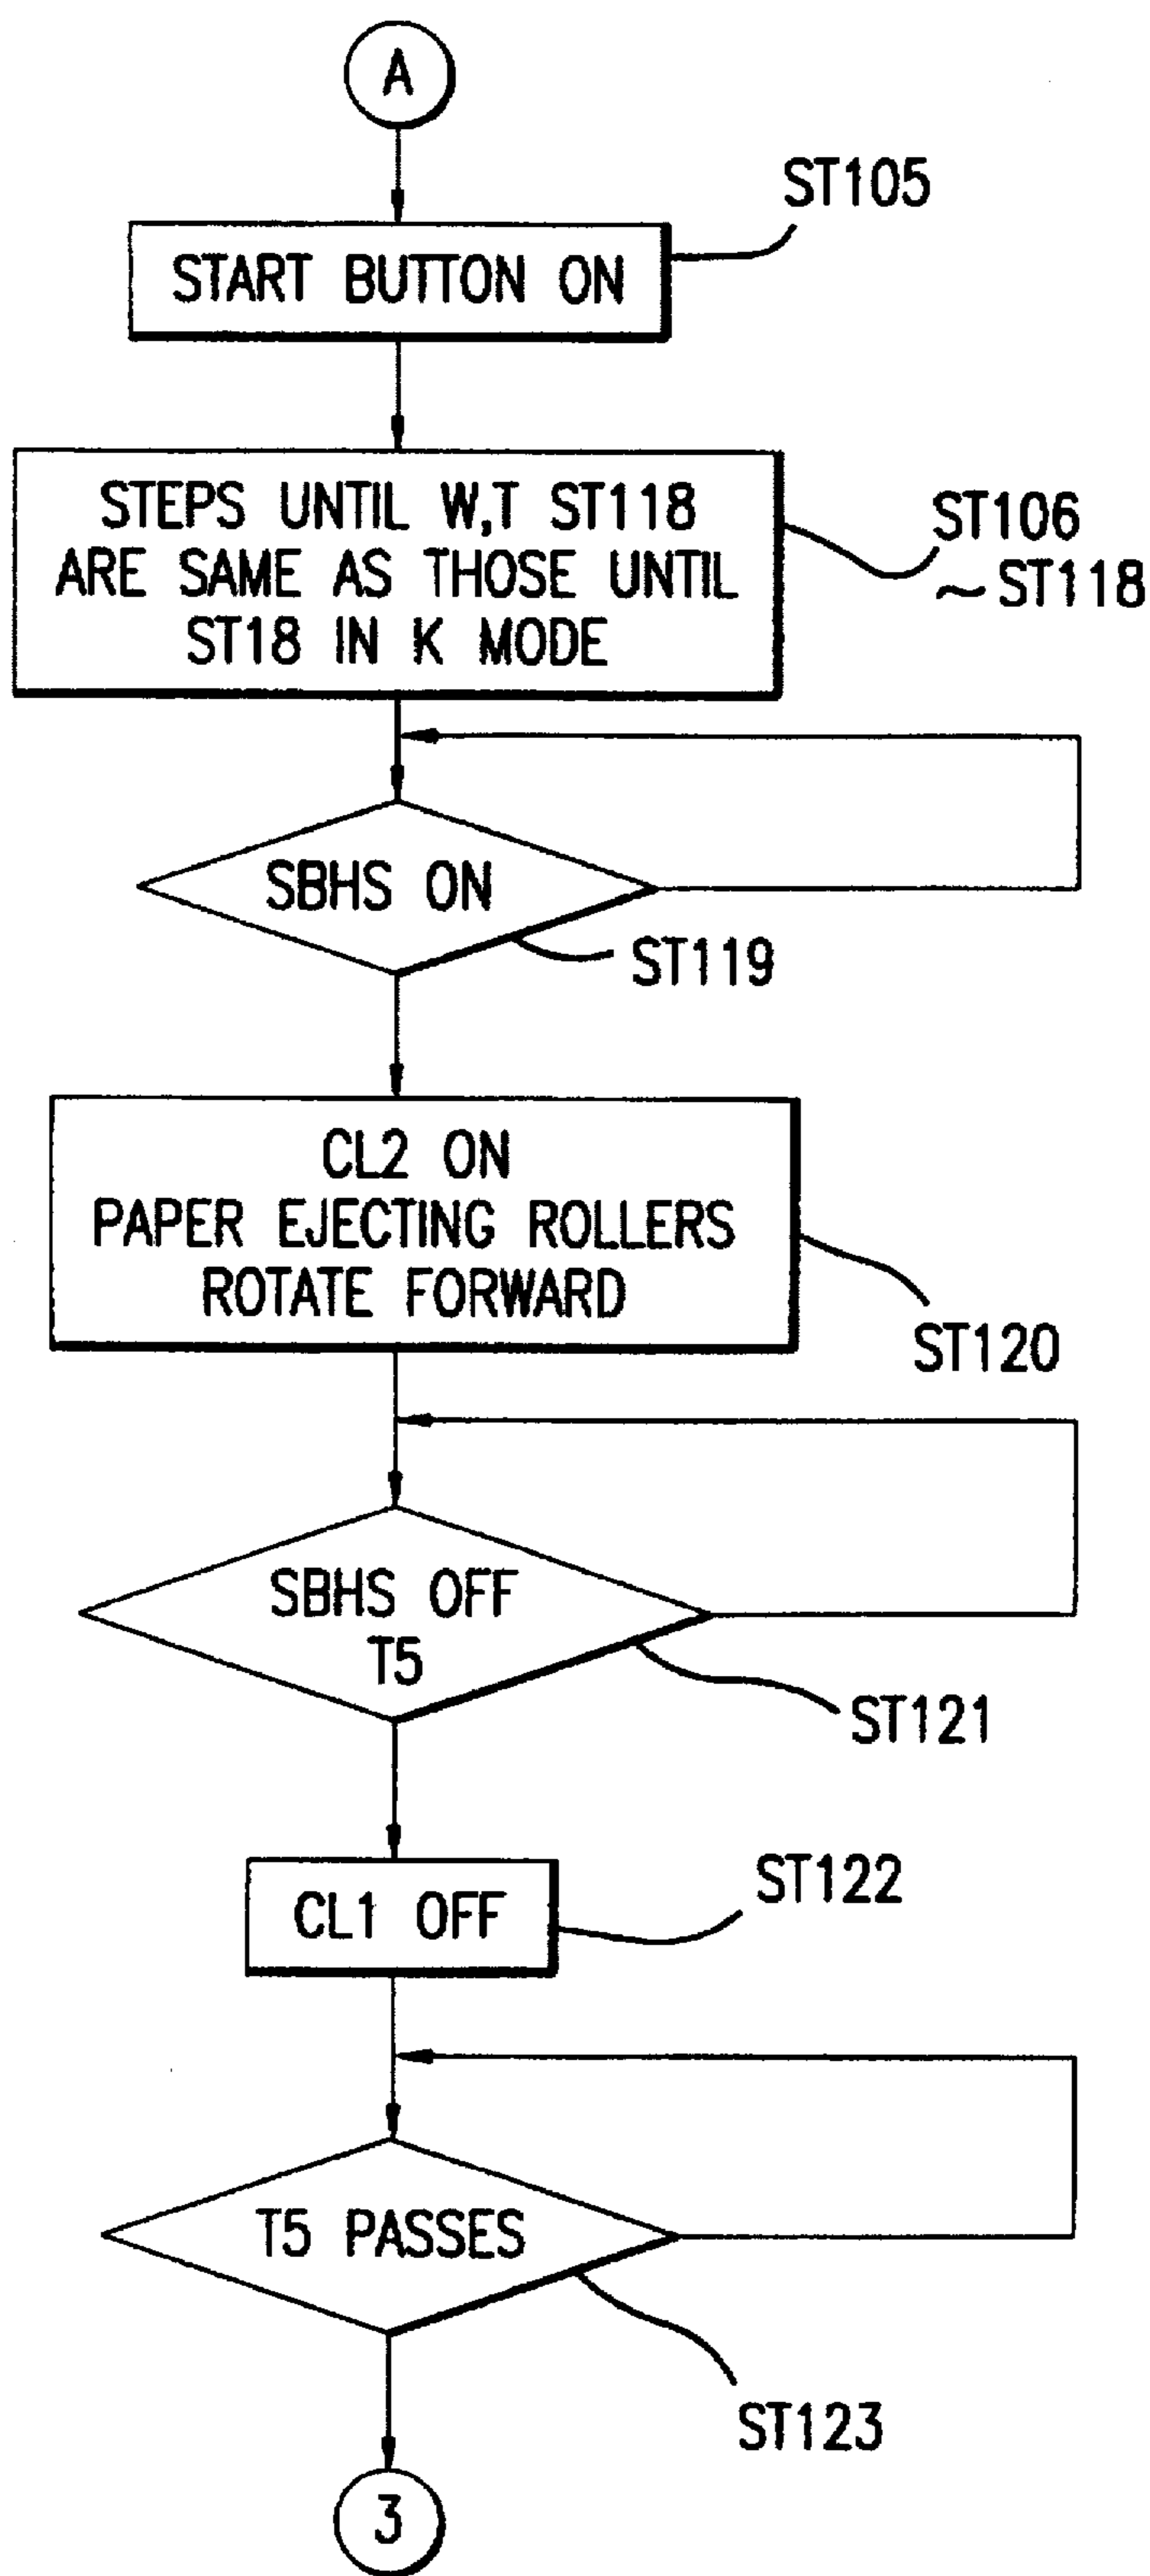 A
ST105
START BUTTON ON
STEPS UNTIL W,T ST118
ARE SAME AS THOSE UNTIL
ST18 IN K MODE
ST106
~ST118
SBHS ON
ST119
CL2 ON
PAPER EJECTING ROLLERS
ROTATE FORWARD
ST120
SBHS OFF
T5
ST121
CL1 OFF
ST122
T5 PASSES
ST123
3